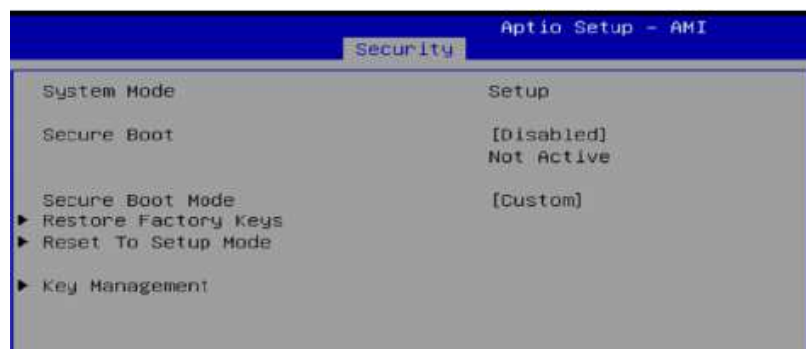 Aptio Setup - AMI
Security
System Mode Setup
Secure Boot [Disabled]
Not Active
Secure Boot Mode [Custom]
▶ Restore Factory Keys
▶ Reset To Setup Mode
▶ Key Management